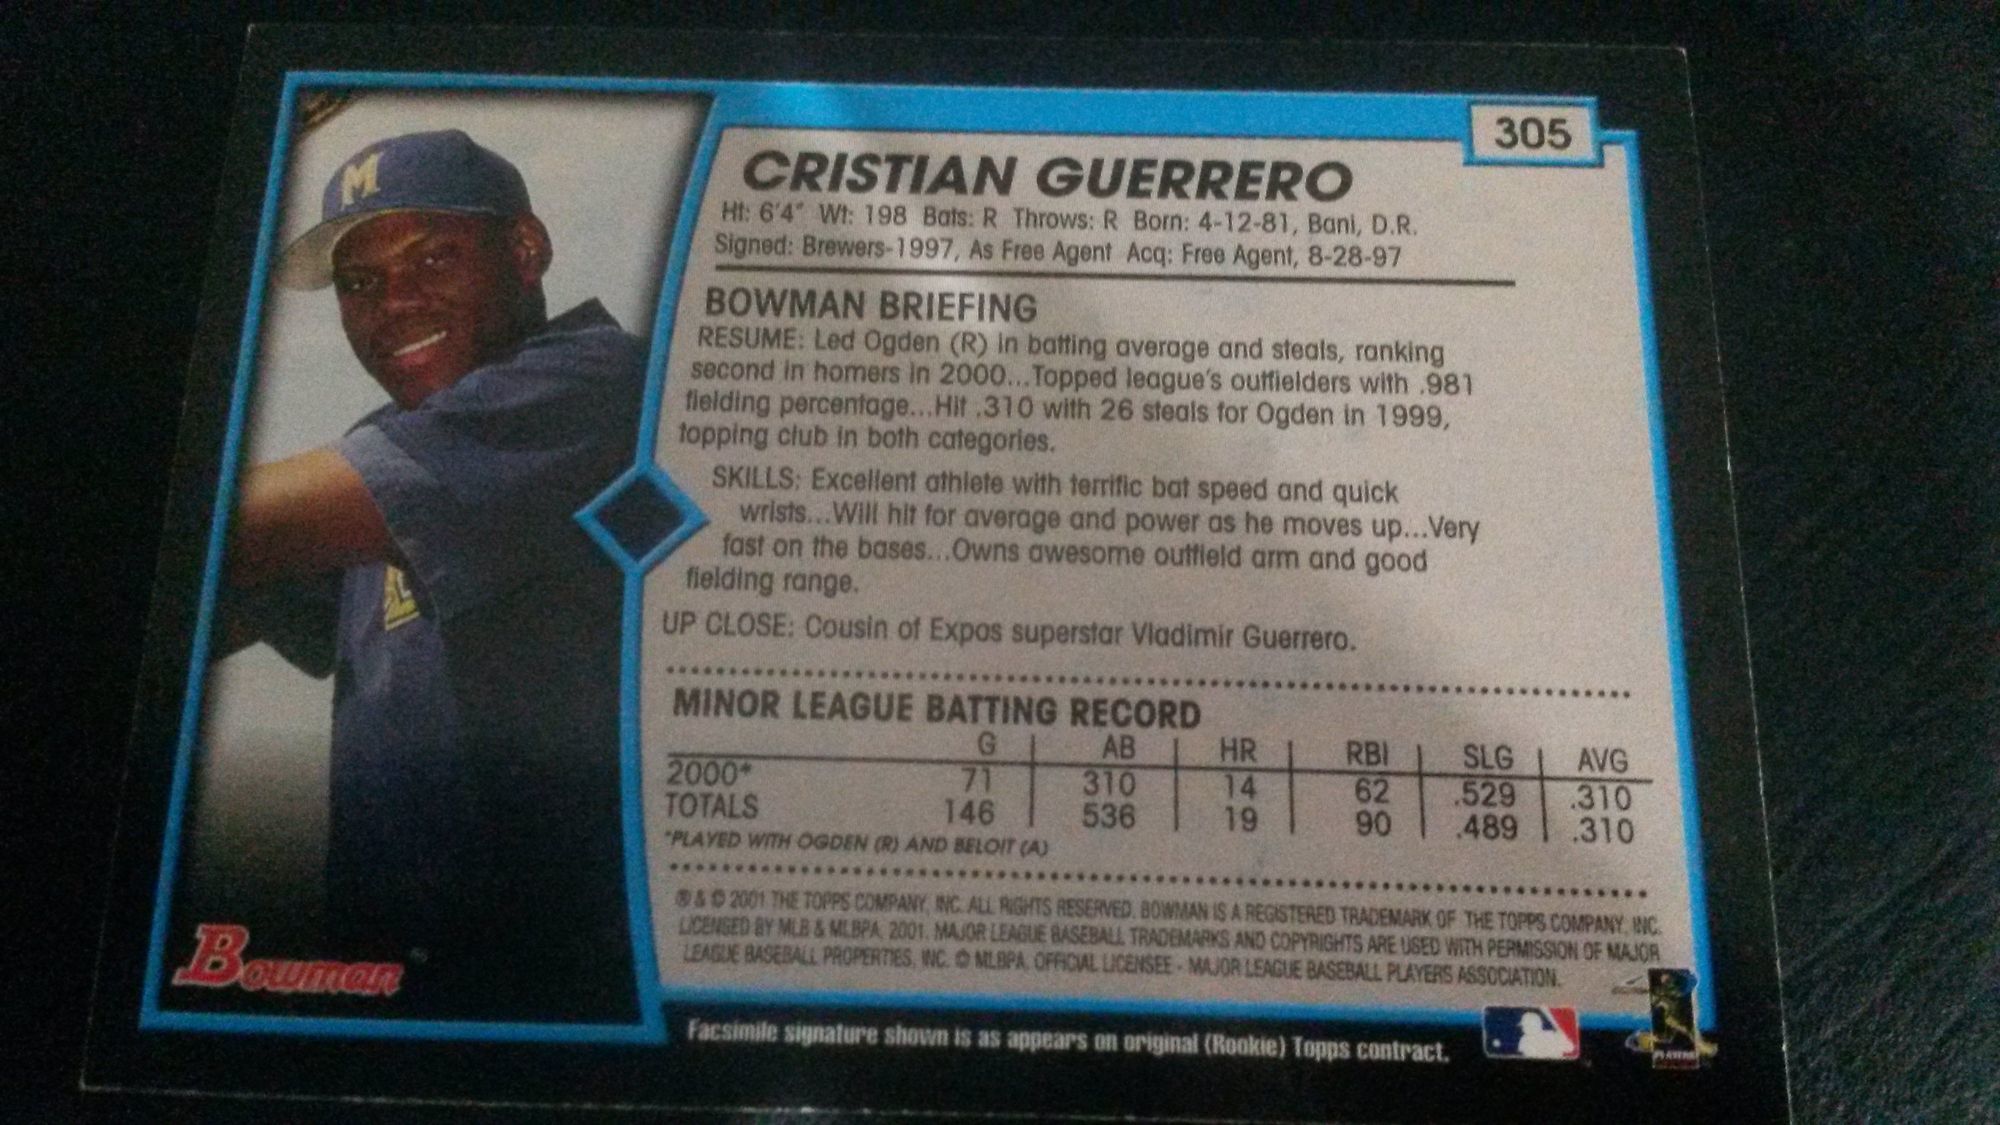 305
CRISTIAN GUERRERO
Ht: 6'4" Wt: 198 Bats: R Throws: R Born: 4-12-81, Bani, D.R.
Signed: Brewers-1997, As Free Agent Acq: Free Agent, 8-28-97
BOWMAN BRIEFING
RESUME: Led Ogden (R) in batting average and steals, ranking
second in homers in 2000...Topped league's outfielders with .981
fielding percentage...Hit .310 with 26 steals for Ogden in 1999,
topping club in both categories.
SKILLS: Excellent athlete with terrific bat speed and quick
wrists...Will hit for average and power as he moves up...Very
fast on the bases...Owns awesome outfield arm and good
fielding range.
UP CLOSE: Cousin of Expos superstar Vladimir Guerrero.
MINOR LEAGUE BATTING RECORD
G AB HR RBI SLG AVG
2000* 71 310 14 62 .529 .310
TOTALS 146 536 19 90 .489 .310
*PLAYED WITH OGDEN (R) AND BELOIT (A)
® & © 2001 THE TOPPS COMPANY, INC. ALL RIGHTS RESERVED. BOWMAN IS A REGISTERED TRADEMARK OF THE TOPPS COMPANY, INC.
LICENSED BY MLB & MLBPA, 2001. MAJOR LEAGUE BASEBALL TRADEMARKS AND COPYRIGHTS ARE USED WITH PERMISSION OF MAJOR
LEAGUE BASEBALL PROPERTIES, INC. © MLBPA, OFFICIAL LICENSEE - MAJOR LEAGUE BASEBALL PLAYERS ASSOCIATION.
Facsimile signature shown is as appears on original (Rookie) Topps contract.
M
Bowman
PLAYERS